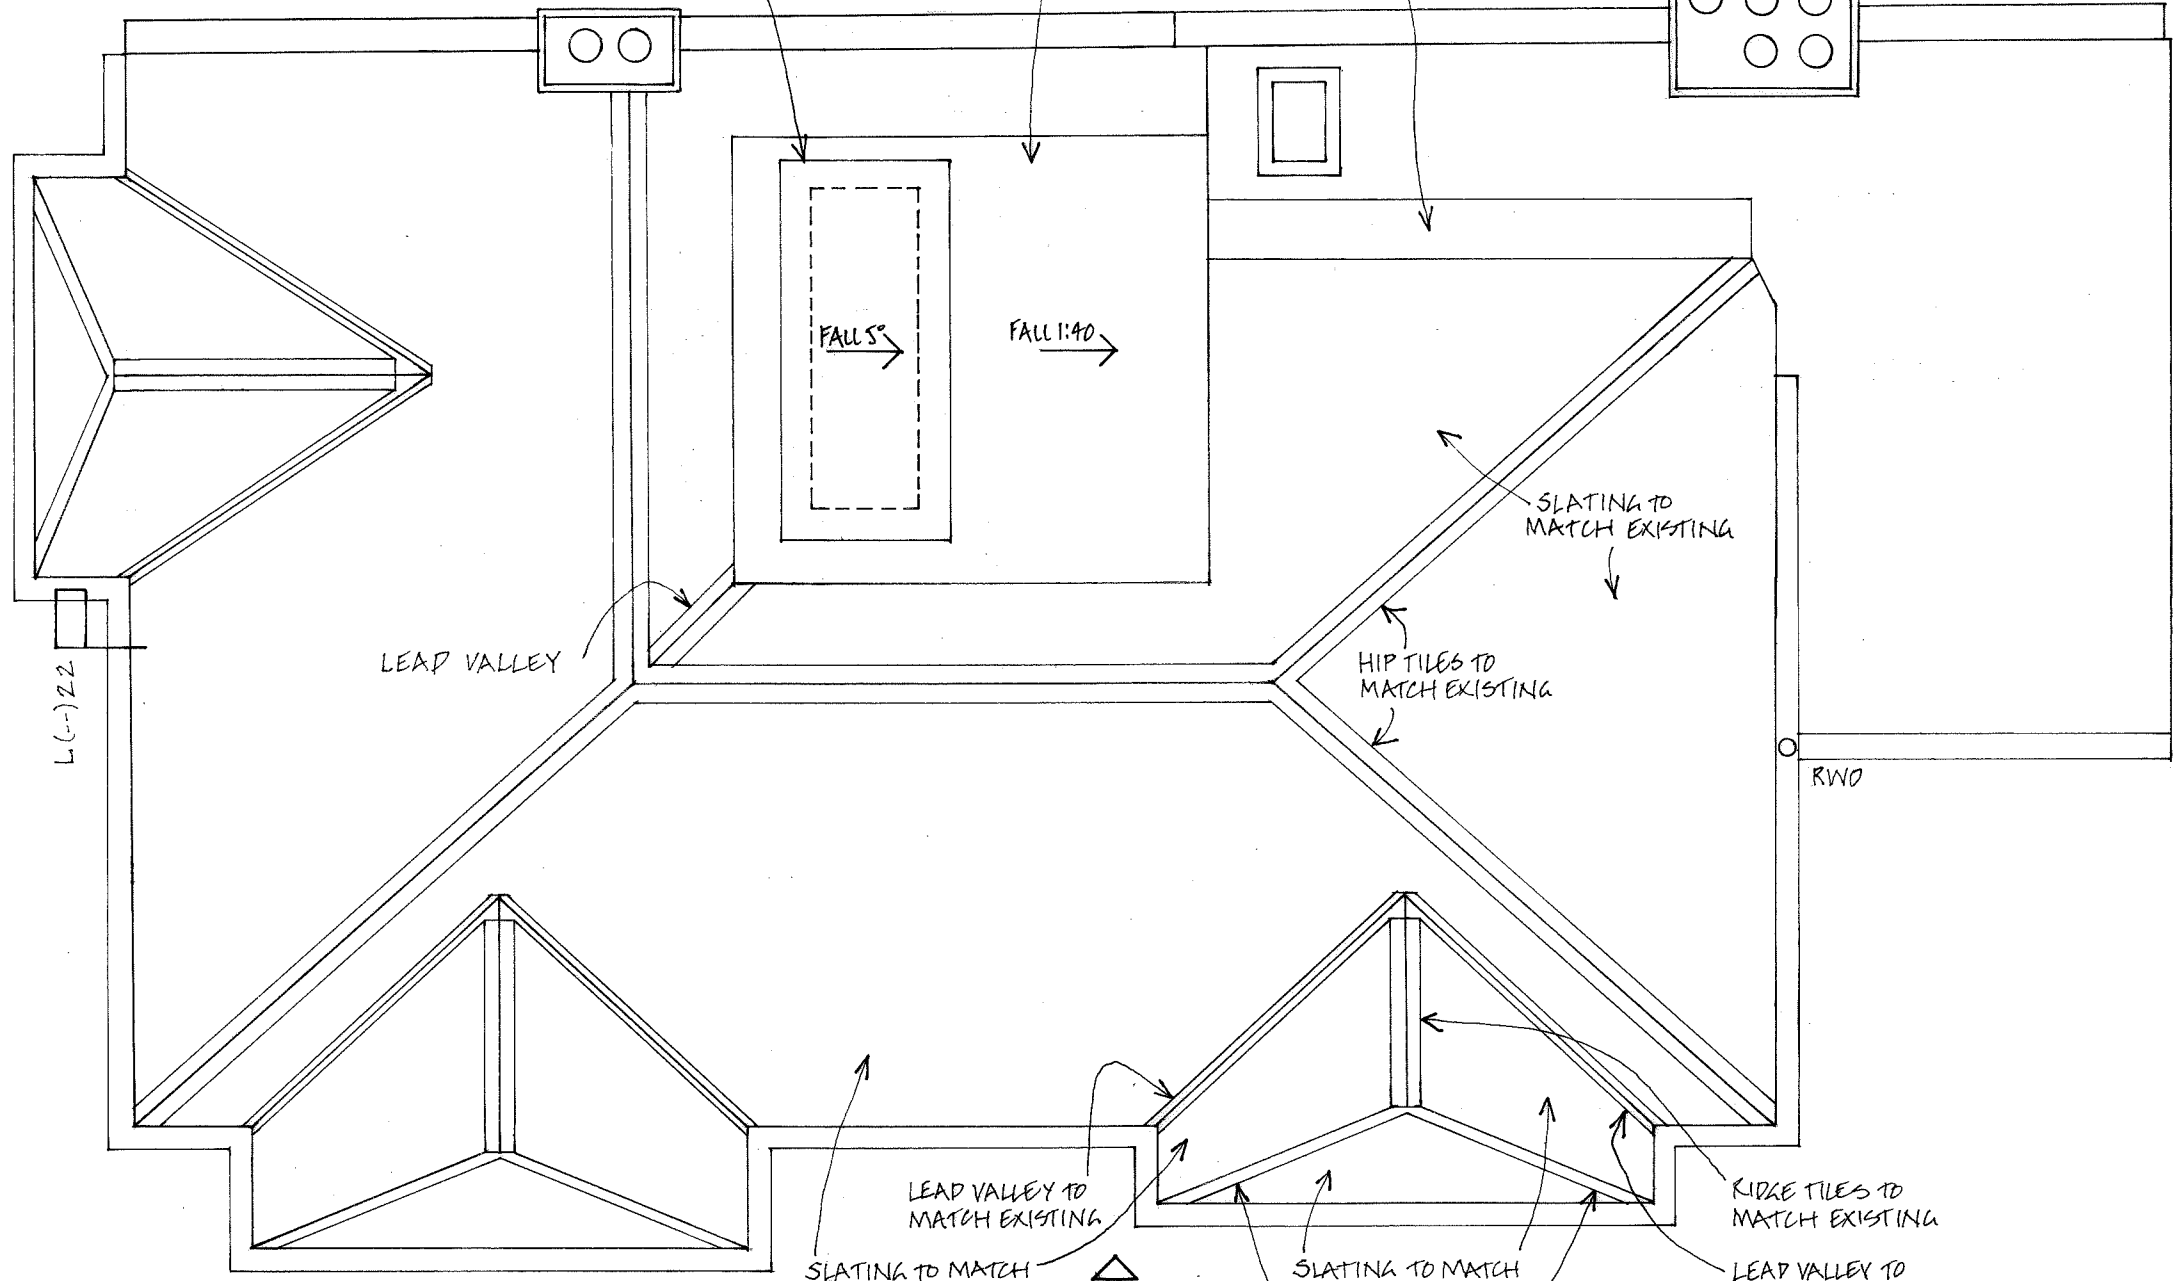 FALL 5°
FALL 1:40
SLATING TO
MATCH EXISTING
LEAD VALLEY
HIP TILES TO
MATCH EXISTING
L(--)22
RWO
LEAD VALLEY TO
MATCH EXISTING
RIDGE TILES TO
MATCH EXISTING
SLATING TO MATCH
SLATING TO MATCH
LEAD VALLEY TO